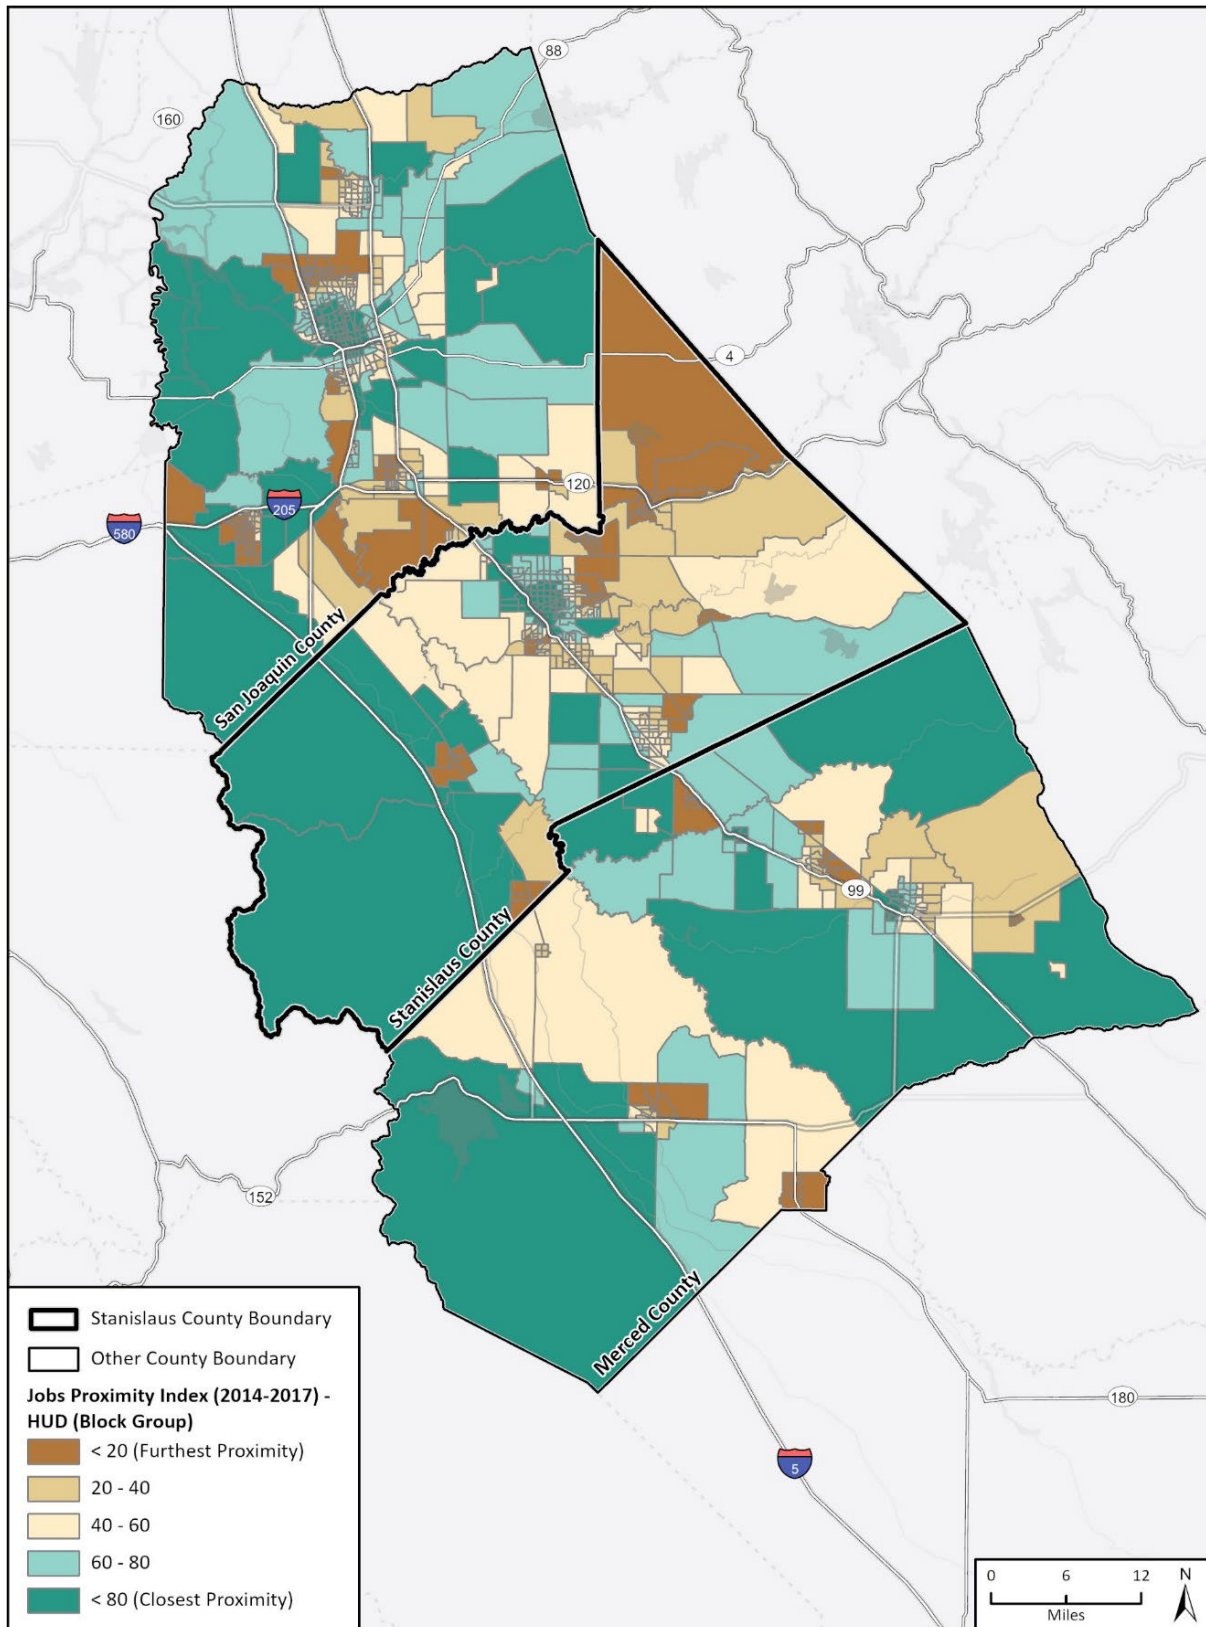 88
160
4
120
205
580
San Joaquin County
99
Stanislaus County
152
Merced County
180
5
Stanislaus County Boundary
Other County Boundary
Jobs Proximity Index (2014-2017) -
HUD (Block Group)
< 20 (Furthest Proximity)
20 - 40
40 - 60
60 - 80
< 80 (Closest Proximity)
0 6 12
Miles
N